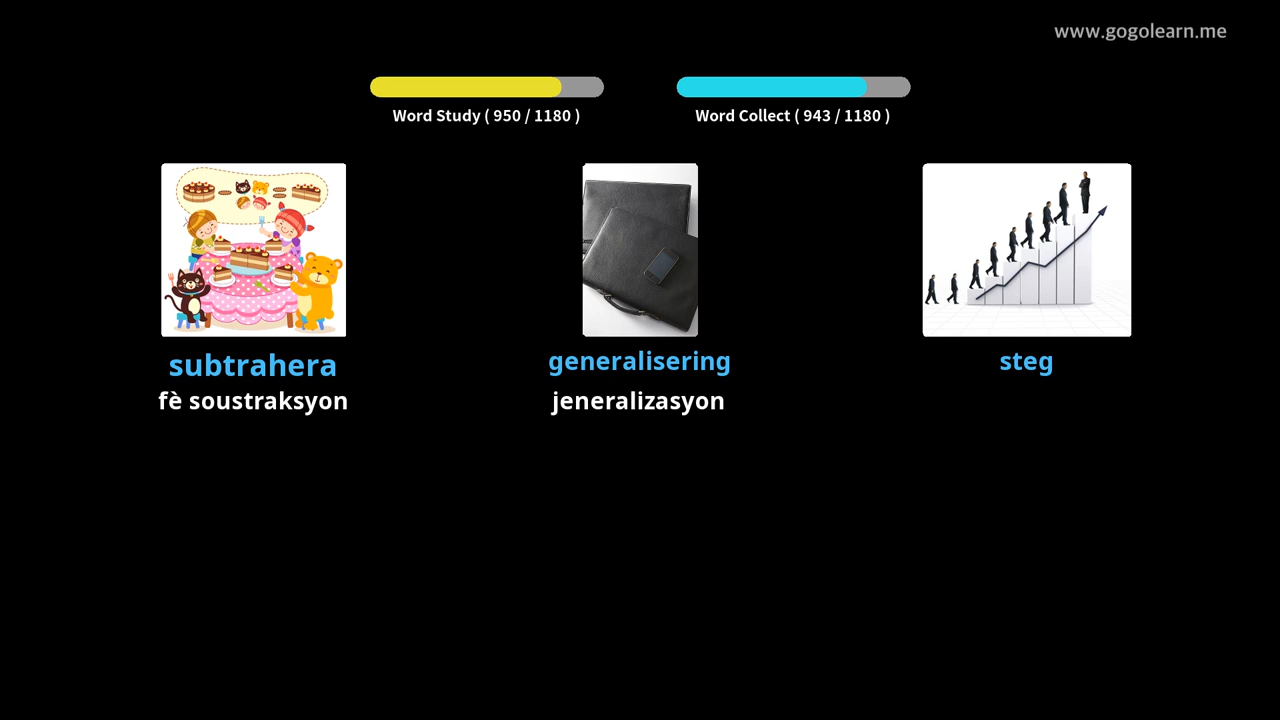 www.gogolearn.me
Word Study ( 950 / 1180 )
Word Collect ( 943 / 1180 )
subtrahera
fè soustraksyon
generalisering
jeneralizasyon
steg